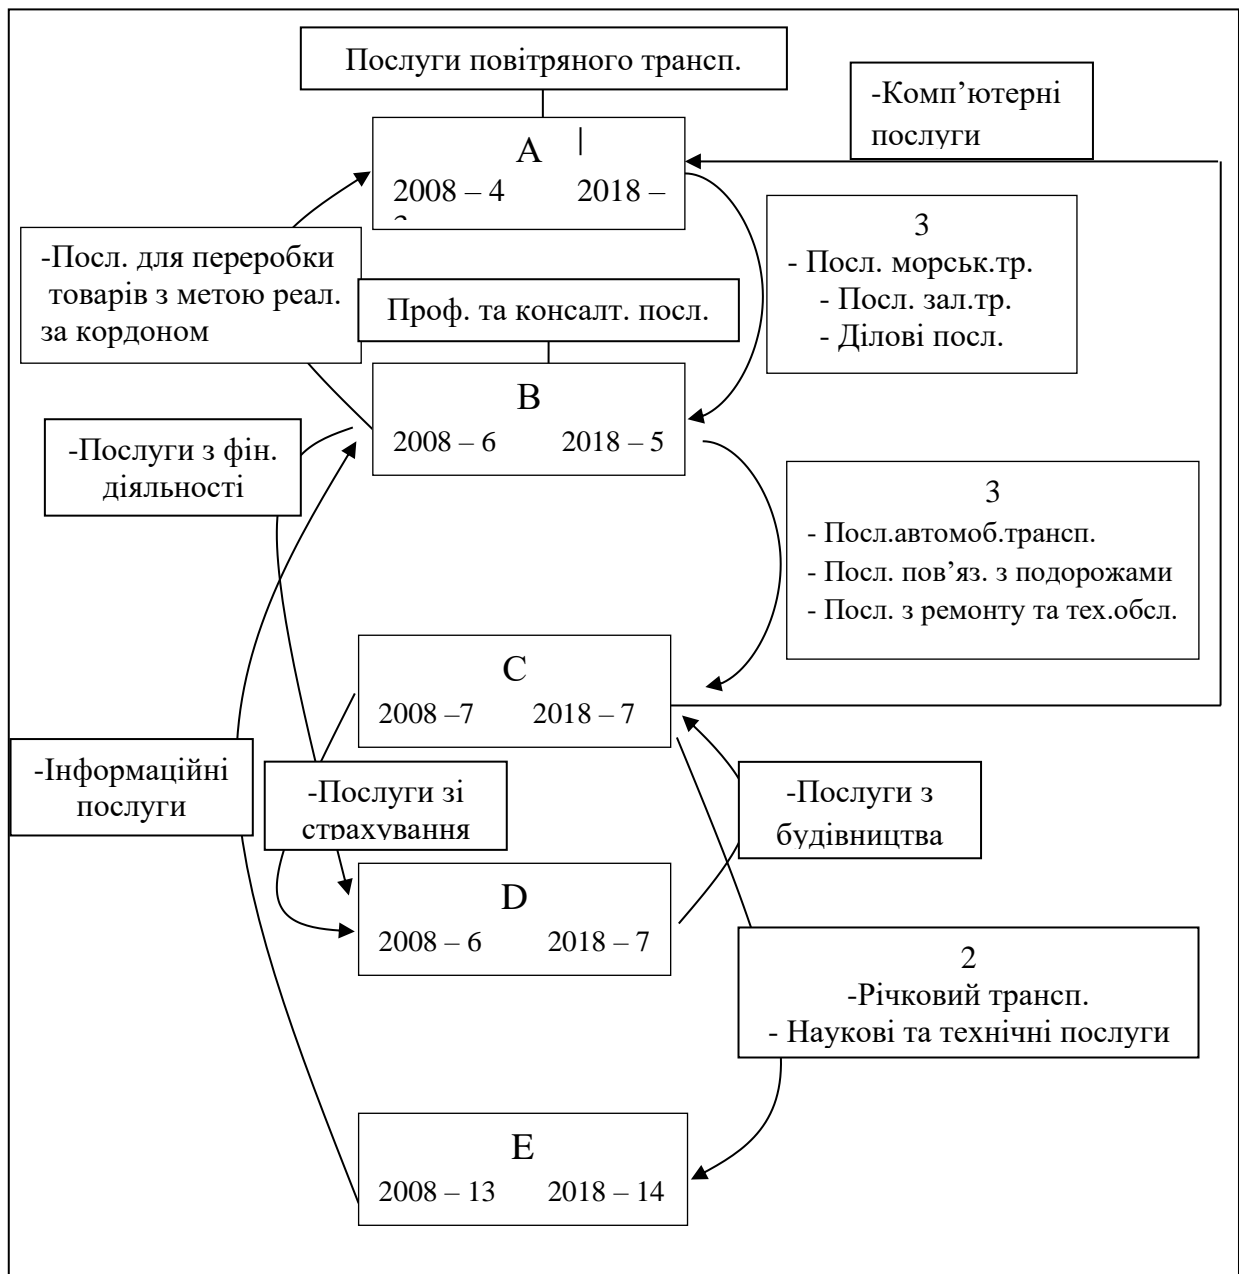 Послуги повітряного трансп.
-Комп’ютерні
послуги
A |
2008 – 4 2018 –
3
- Посл. морськ.тр.
- Посл. зал.тр.
- Ділові посл.
-Посл. для переробки
товарів з метою реал.
за кордоном
Проф. та консалт. посл.
B
2008 – 6 2018 – 5
-Послуги з фін.
діяльності
3
- Посл.автомоб.трансп.
- Посл. пов’яз. з подорожами
- Посл. з ремонту та тех.обсл.
C
2008 –7 2018 – 7
-Інформаційні
послуги
-Послуги зі
страхування
-Послуги з
будівництва
D
2008 – 6 2018 – 7
2
-Річковий трансп.
- Наукові та технічні послуги
E
2008 – 13 2018 – 14